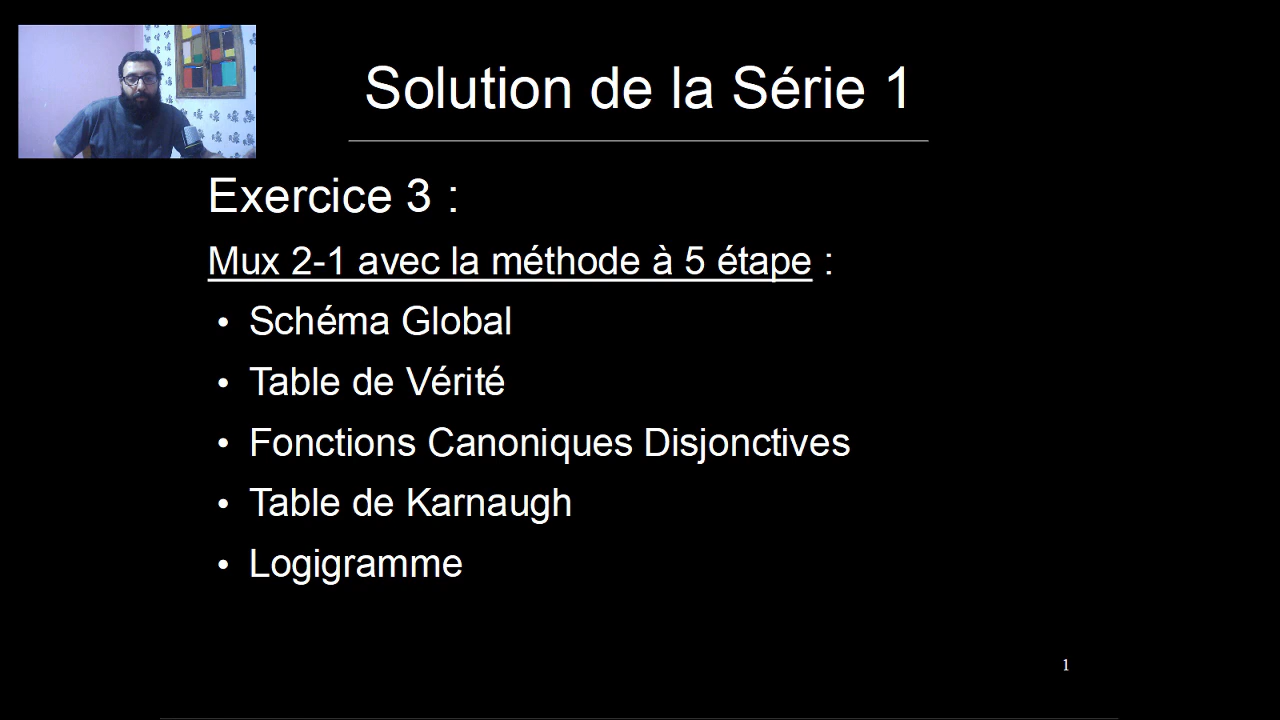 Solution de la Série 1
Exercice 3 :
Mux 2-1 avec la méthode à 5 étape :
• Schéma Global
• Table de Vérité
• Fonctions Canoniques Disjonctives
• Table de Karnaugh
• Logigramme
1